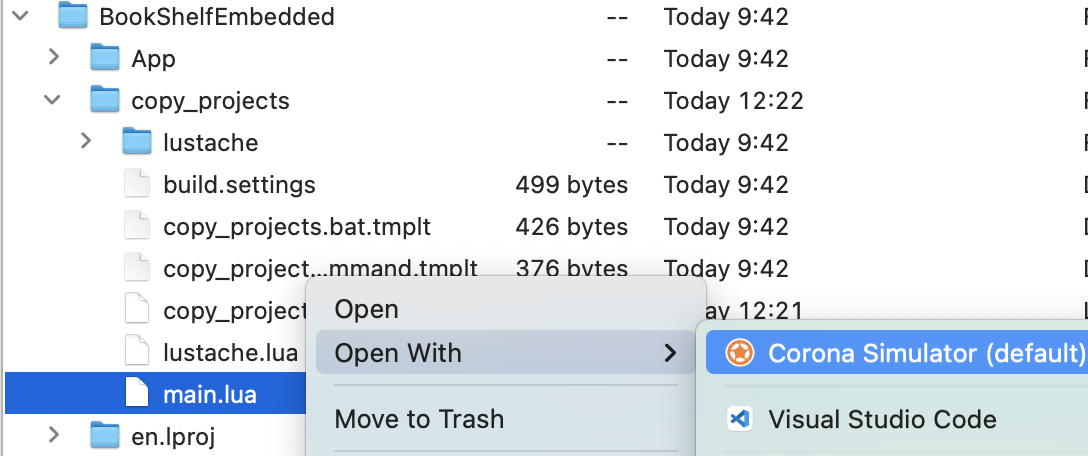 BookShelfEmbedded -- Today 9:42
App -- Today 9:42
copy_projects -- Today 12:22
lustache -- Today 9:42
build.settings 499 bytes Today 9:42
copy_projects.bat.tmplt 426 bytes Today 9:42
copy_project...mmand.tmplt 376 bytes Today 9:42
copy_project 12:21
lustache.lua
main.lua
en.lproj
Open
Open With
Move to Trash
Corona Simulator (default)
Visual Studio Code